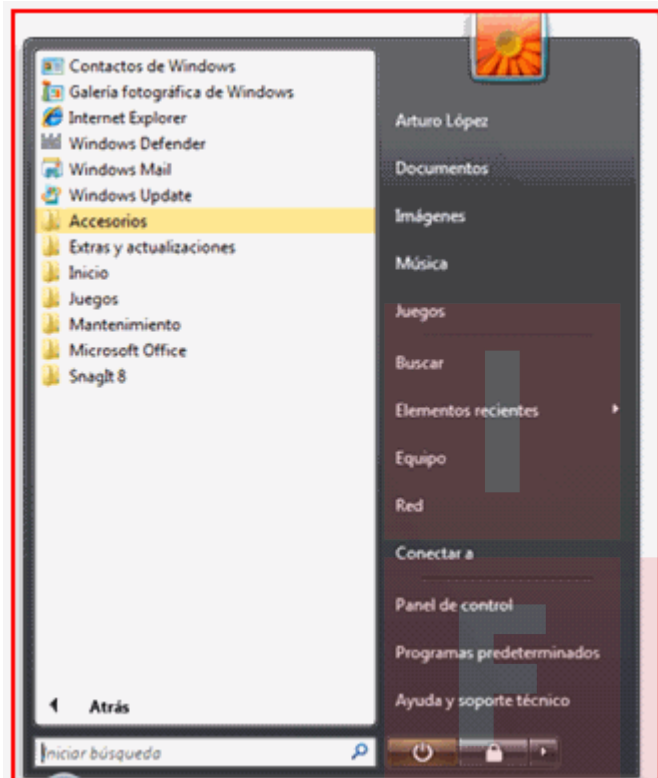 Contactos de Windows
Galería fotográfica de Windows
Internet Explorer
Windows Defender
Windows Mail
Windows Update
Accesorios
Extras y actualizaciones
Inicio
Juegos
Mantenimiento
Microsoft Office
SnagIt 8
Atrás
Iniciar búsqueda
Arturo López
Documentos
Imágenes
Música
Juegos
Buscar
Elementos recientes
Equipo
Red
Conectar a
Panel de control
Programas predeterminados
Ayuda y soporte técnico
I
F